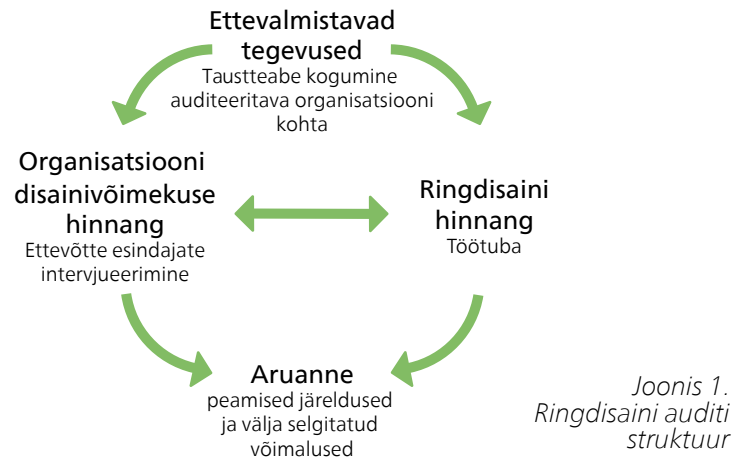 Ettevalmistavad
tegevused
Taustteabe kogumine
auditeeritava organisatsiooni
kohta
Organisatsiooni
disainivõimekuse
hinnang
Ettevõtte esindajate
intervjueerimine
Ringdisaini
hinnang
Töötuba
Aruanne
peamised järeldused
ja välja selgitatud
võimalused
Joonis 1.
Ringdisaini auditi
struktuur